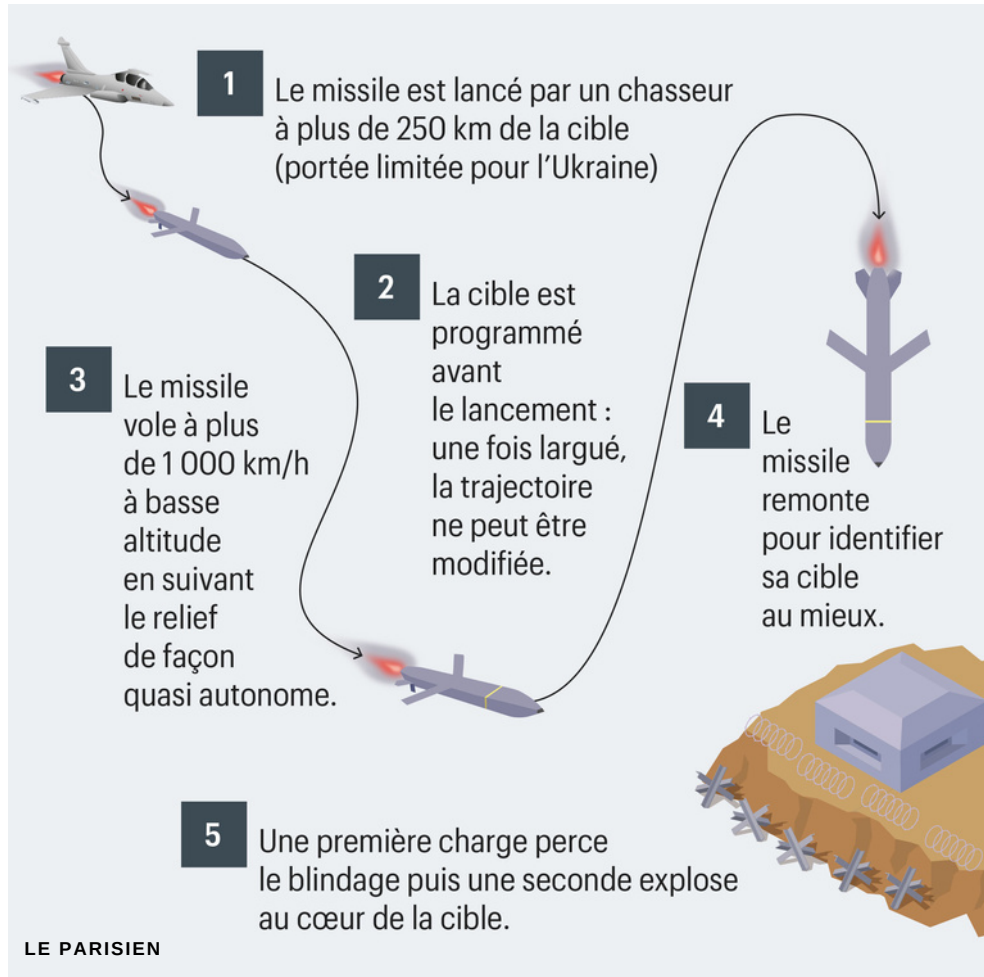 1
Le missile est lancé par un chasseur
à plus de 250 km de la cible
(portée limitée pour l’Ukraine)
2
La cible est
programmé
avant
le lancement :
une fois largué,
la trajectoire
ne peut être
modifiée.
3
Le missile
vole à plus
de 1 000 km/h
à basse
altitude
en suivant
le relief
de façon
quasi autonome.
4
Le
missile
remonte
pour identifier
sa cible
au mieux.
5
Une première charge perce
le blindage puis une seconde explose
au cœur de la cible.
LE PARISIEN